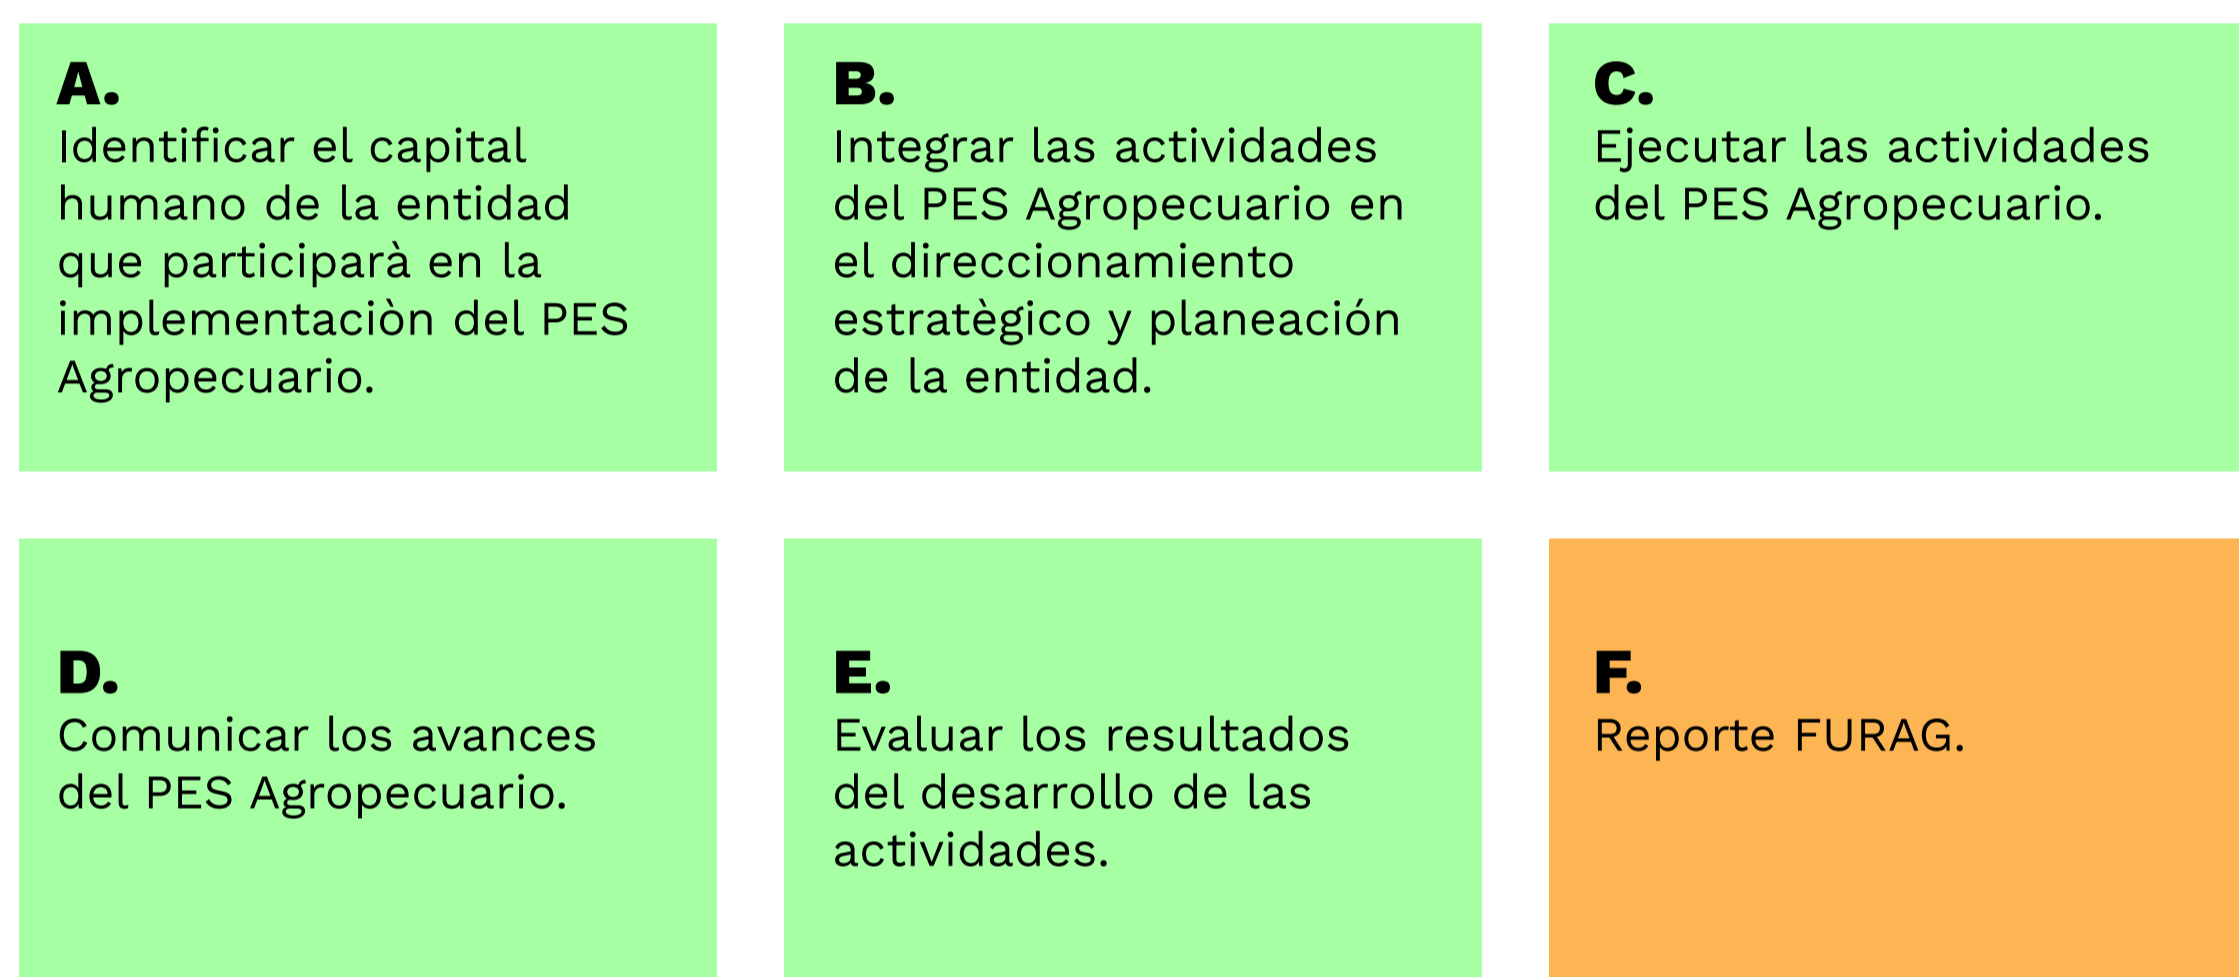 A.
Identificar el capital
humano de la entidad
que participarà en la
implementaciòn del PES
Agropecuario.
B.
Integrar las actividades
del PES Agropecuario en
el direccionamiento
estratègico y planeación
de la entidad.
C.
Ejecutar las actividades
del PES Agropecuario.
D.
Comunicar los avances
del PES Agropecuario.
E.
Evaluar los resultados
del desarrollo de las
actividades.
F.
Reporte FURAG.